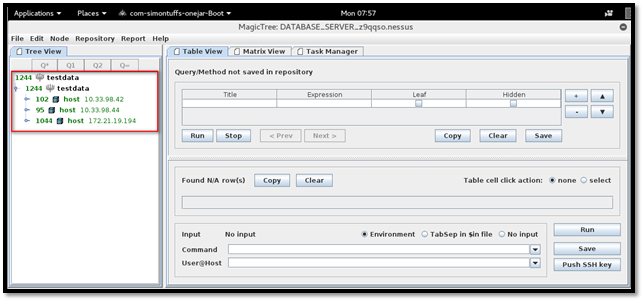 Applications Places com-simontuffs-onejar-Boot Mon 07:57
MagicTree: DATABASE_SERVER_z9qqso.nessus
File Edit Node Repository Report Help
Tree View
Q* Q& Q1 Q=
1244 testdata
1244 testdata
102 host 10.33.98.42
95 host 10.33.98.44
1044 host 172.21.19.194
Table View Matrix View Task Manager
Query/Method not saved in repository
Title Expression Leaf Hidden
+ ▲
- ▼
Run Stop < Prev Next > Copy Clear Save
Found N/A row(s) Copy Clear Table cell click action: none select
Input No input Environment TabSep in $in file No input Run
Command Save
User@Host Push SSH key